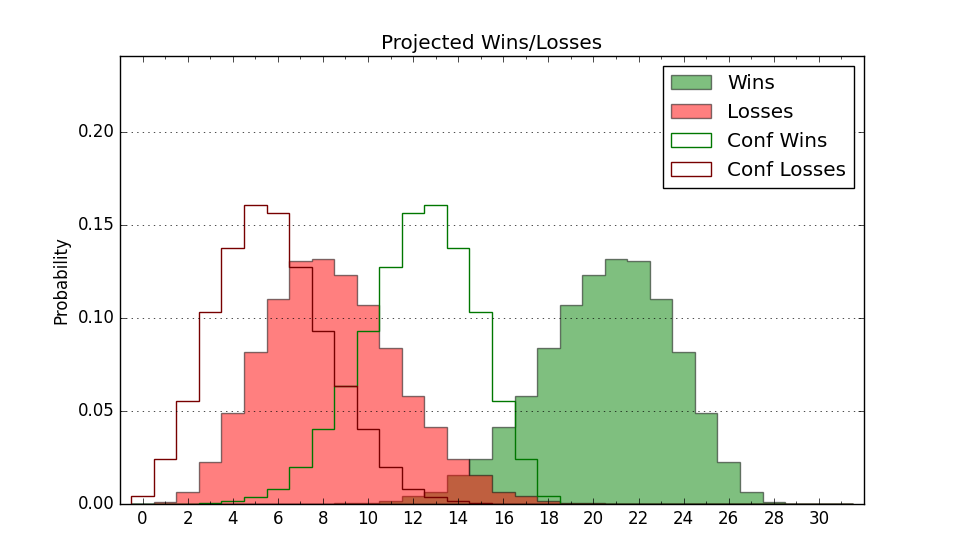 Projected Wins/Losses
Wins
Losses
Conf Wins
Conf Losses
Probability
0.20
0.15
0.10
0.05
0.00
0 2 4 6 8 10 12 14 16 18 20 22 24 26 28 30